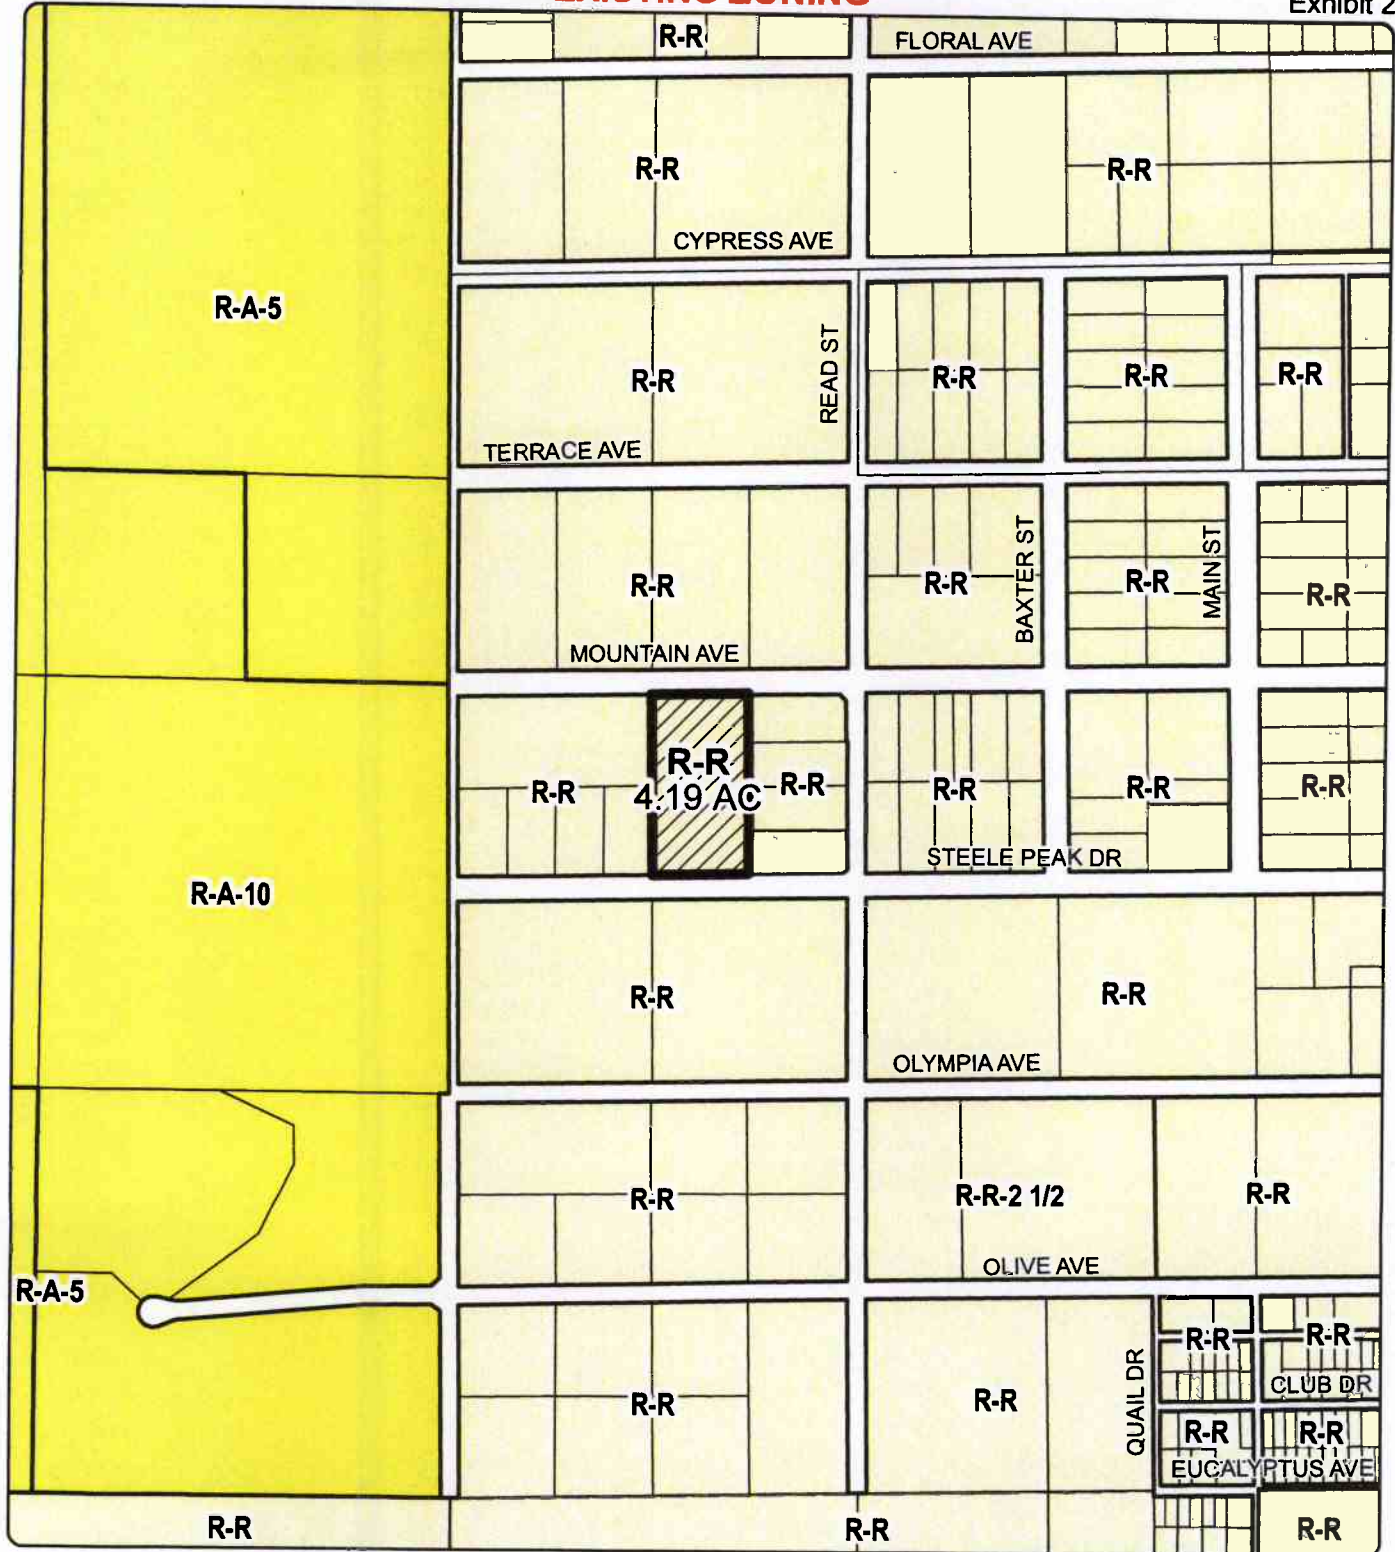 EXISTING ZONING
Exhibit 2
R-R
FLORAL AVE
R-R
R-R
CYPRESS AVE
R-A-5
R-R
READ ST
R-R
R-R
R-R
TERRACE AVE
R-R
BAXTER ST
R-R
R-R
MAIN ST
R-R
MOUNTAIN AVE
R-R
4.19 AC
R-R
R-R
R-R
R-R
R-R
STEELE PEAK DR
R-A-10
R-R
R-R
OLYMPIA AVE
R-R
R-R-2 1/2
R-R
OLIVE AVE
R-A-5
R-R
R-R
QUAIL DR
R-R
R-R
CLUB DR
R-R
R-R
EUCALYPTUS AVE
R-R
R-R
R-R